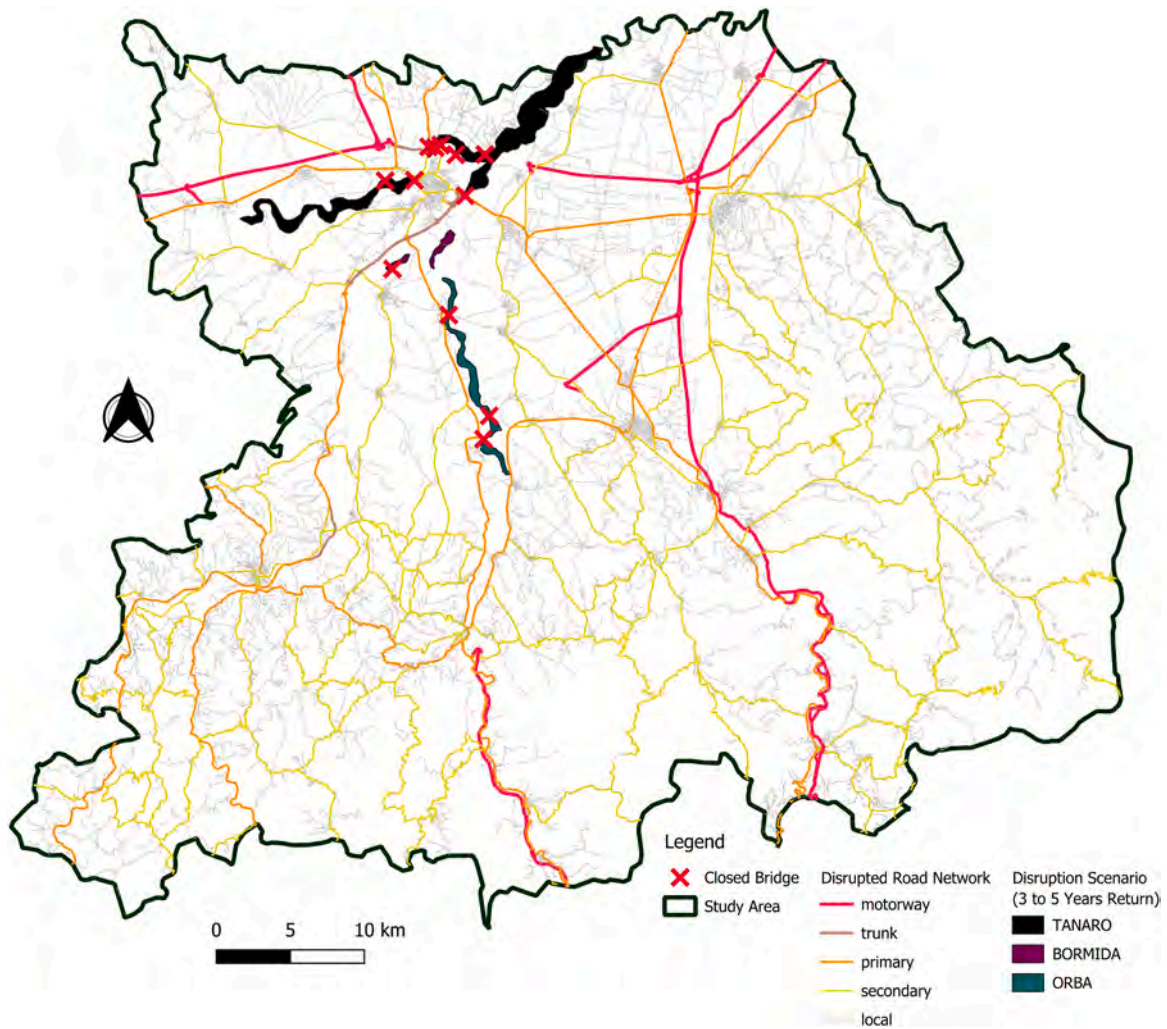 Legend
Closed Bridge
Study Area
Disrupted Road Network
motorway
trunk
primary
secondary
local
Disruption Scenario
(3 to 5 Years Return)
TANARO
BORMIDA
ORBA
0 5 10 km